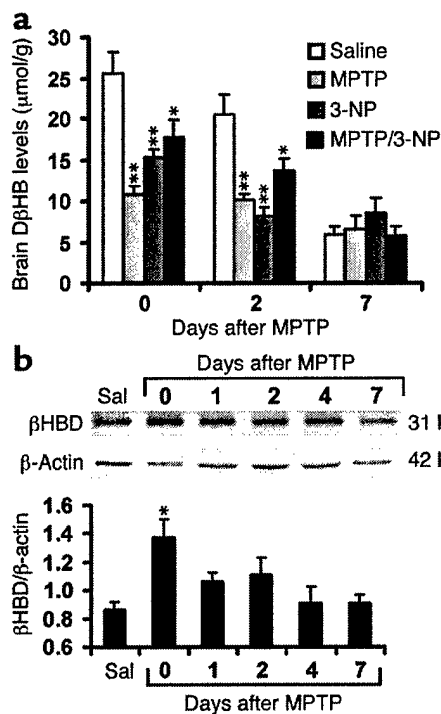 a
Brain DβHB levels (μmol/g)
30
25
20
15
10
5
0
Saline
MPTP
3-NP
MPTP/3-NP
**
**
*
**
**
*
0 2 7
Days after MPTP
b
Days after MPTP
Sal 0 1 2 4 7
βHBD 31
β-Actin 42
βHBD/β-actin
1.6
1.4
1.2
1.0
0.8
0.6
*
Sal 0 1 2 4 7
Days after MPTP